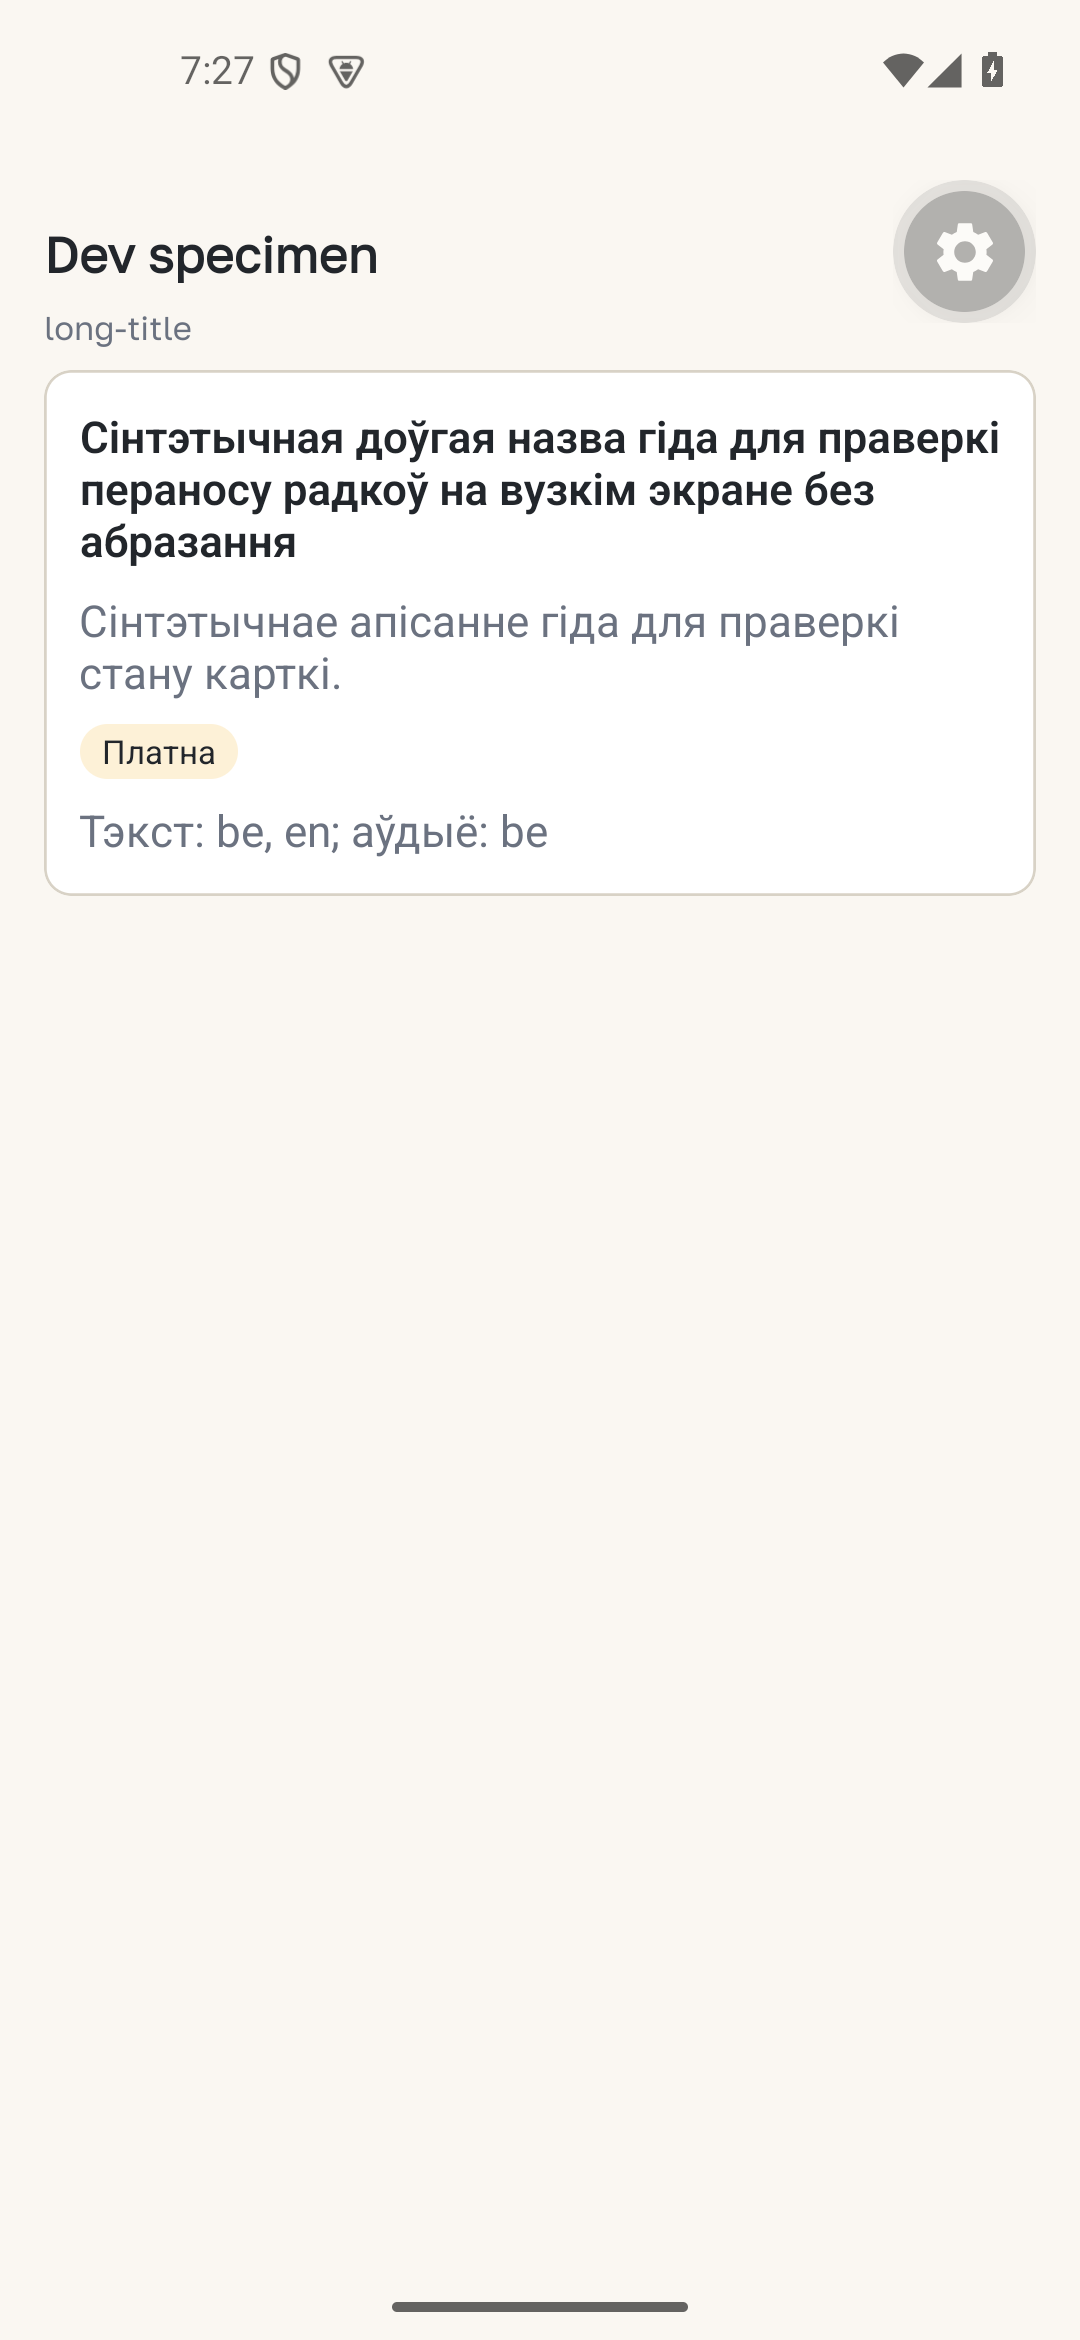 7:27
Dev specimen
long-title
Сінтэтычная доўгая назва гіда для праверкі
пераносу радкоў на вузкім экране без
абразання
Сінтэтычнае апісанне гіда для праверкі
стану карткі.
Платна
Тэкст: be, en; аўдыё: be